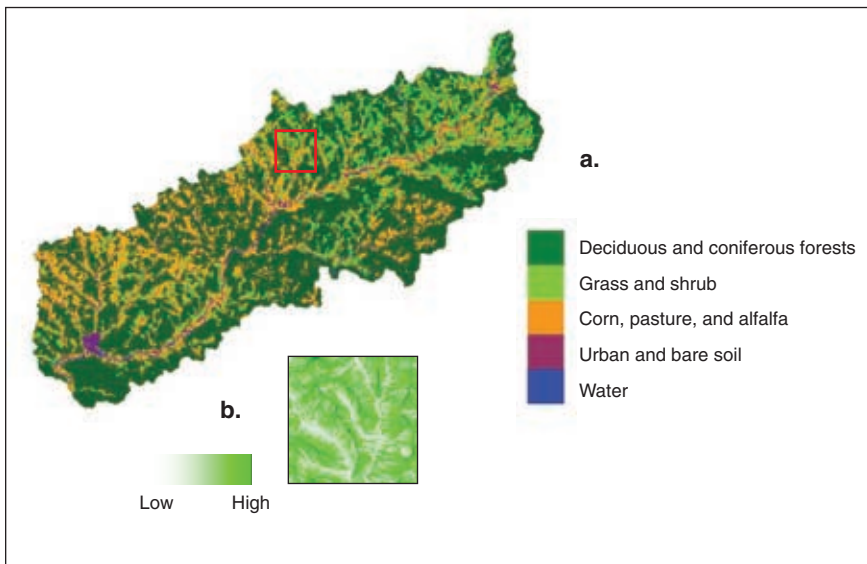 a.
Deciduous and coniferous forests
Grass and shrub
Corn, pasture, and alfalfa
Urban and bare soil
Water
b.
Low High